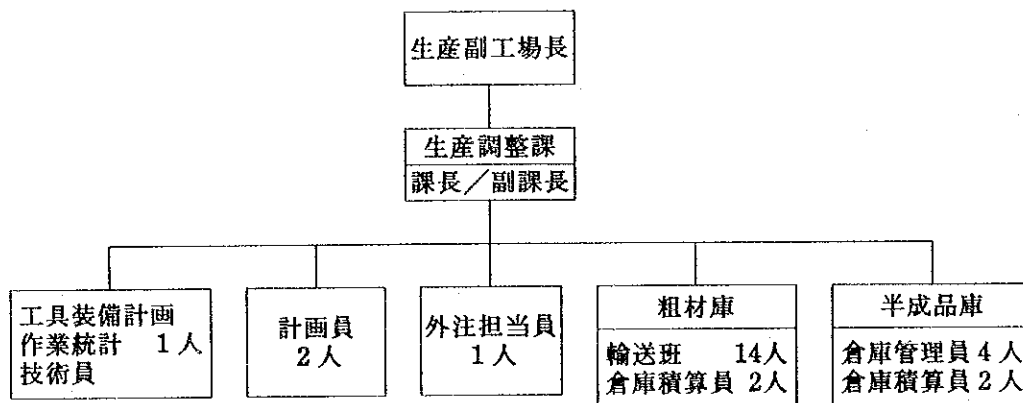 生産副工場長
生産調整課
課長／副課長
工具装備計画
作業統計 1人
技術員
計画員
2人
外注担当員
1人
粗材庫
輸送班 14人
倉庫積算員 2人
半成品庫
倉庫管理員 4人
倉庫積算員 2人